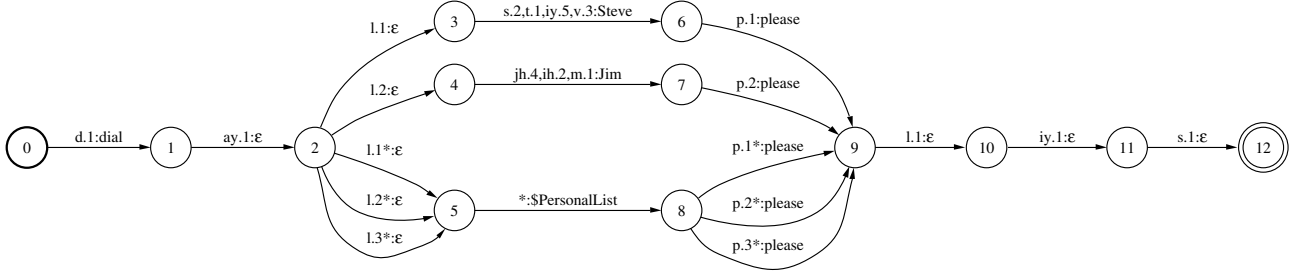 l.1:ε 3 s.2,t.1,iy.5,v.3:Steve 6 p.1:please
l.2:ε 4 jh.4,ih.2,m.1:Jim 7 p.2:please
0 d.1:dial 1 ay.1:ε 2 9 l.1:ε 10 iy.1:ε 11 s.1:ε 12
l.1*:ε p.1*:please
l.2*:ε 5 *:$PersonalList 8 p.2*:please
l.3*:ε p.3*:please